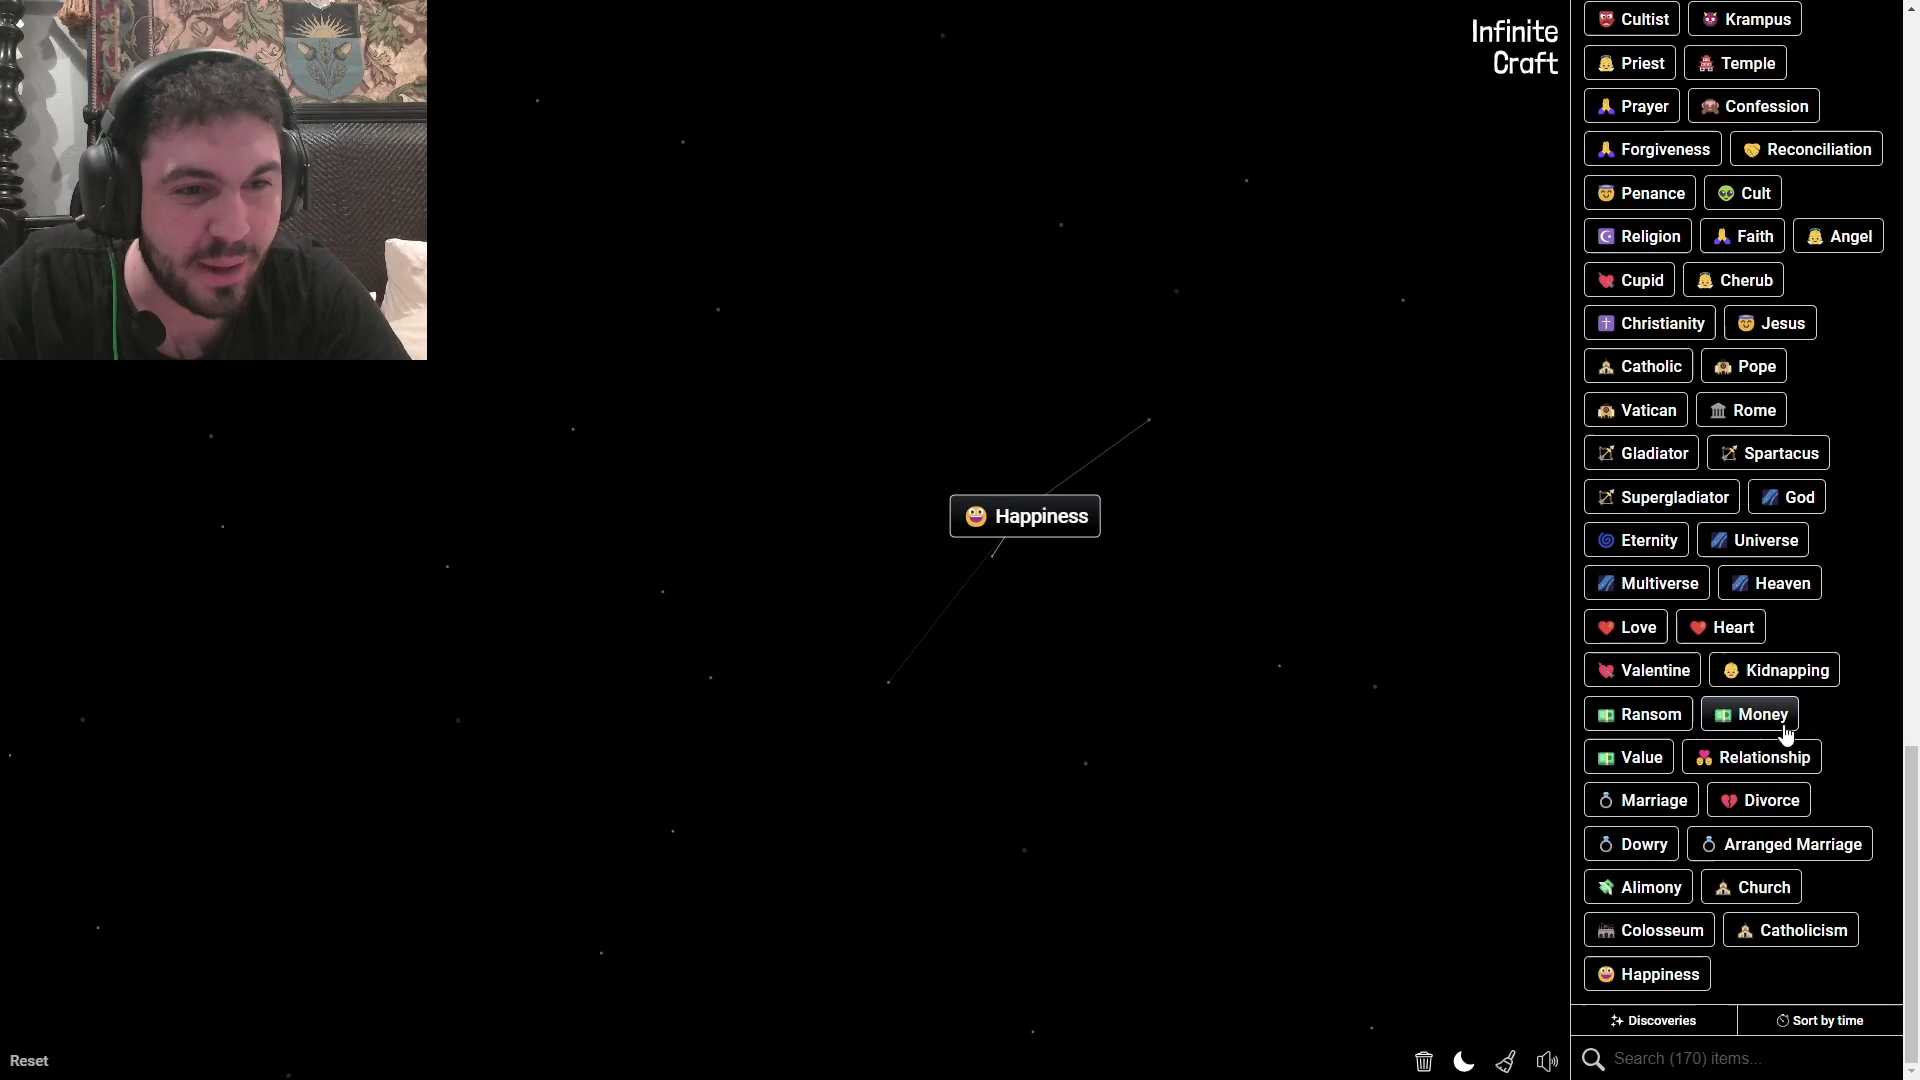 Infinite
Craft
Cultist Krampus
Priest Temple
Prayer Confession
Forgiveness Reconciliation
Penance Cult
Religion Faith Angel
Cupid Cherub
Christianity Jesus
Catholic Pope
Vatican Rome
Gladiator Spartacus
Supergladiator God
Eternity Universe
Multiverse Heaven
Love Heart
Valentine Kidnapping
Ransom Money
Value Relationship
Marriage Divorce
Dowry Arranged Marriage
Alimony Church
Colosseum Catholicism
Happiness
Happiness
Discoveries Sort by time
Search (170) items...
Reset